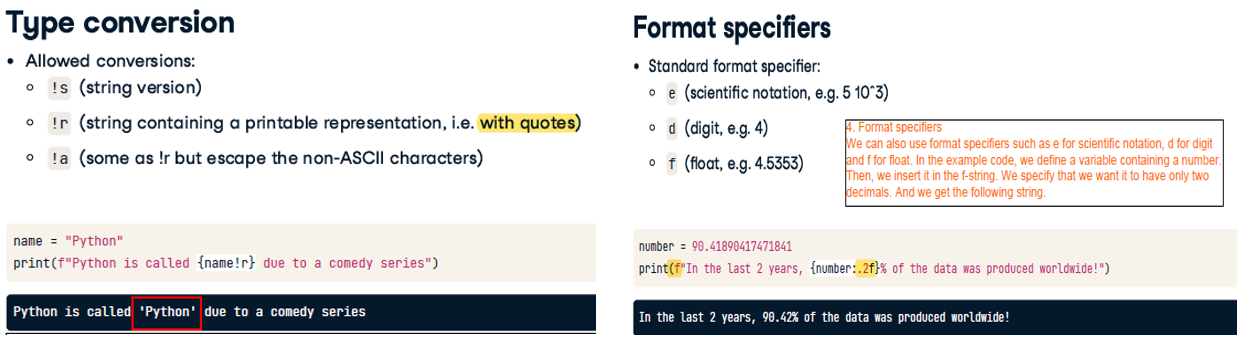 Type conversion
• Allowed conversions:
○ !s (string version)
○ !r (string containing a printable representation, i.e. with quotes)
○ !a (some as !r but escape the non-ASCII characters)
name = "Python"
print(f"Python is called {name!r} due to a comedy series")
Python is called 'Python' due to a comedy series
Format specifiers
• Standard format specifier:
○ e (scientific notation, e.g. 5 10^3)
○ d (digit, e.g. 4)
○ f (float, e.g. 4.5353)
4. Format specifiers
We can also use format specifiers such as e for scientific notation, d for digit
and f for float. In the example code, we define a variable containing a number.
Then, we insert it in the f-string. We specify that we want it to have only two
decimals. And we get the following string.
number = 90.41890417471841
print(f"In the last 2 years, {number:.2f}% of the data was produced worldwide!")
In the last 2 years, 90.42% of the data was produced worldwide!